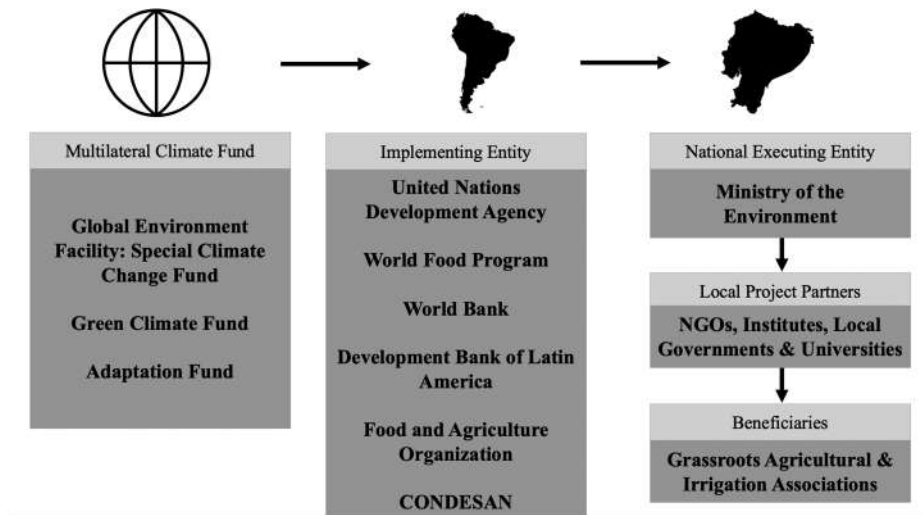 Multilateral Climate Fund
Global Environment
Facility: Special Climate
Change Fund
Green Climate Fund
Adaptation Fund
Implementing Entity
United Nations
Development Agency
World Food Program
World Bank
Development Bank of Latin
America
Food and Agriculture
Organization
CONDESAN
National Executing Entity
Ministry of the
Environment
Local Project Partners
NGOs, Institutes, Local
Governments & Universities
Beneficiaries
Grassroots Agricultural &
Irrigation Associations